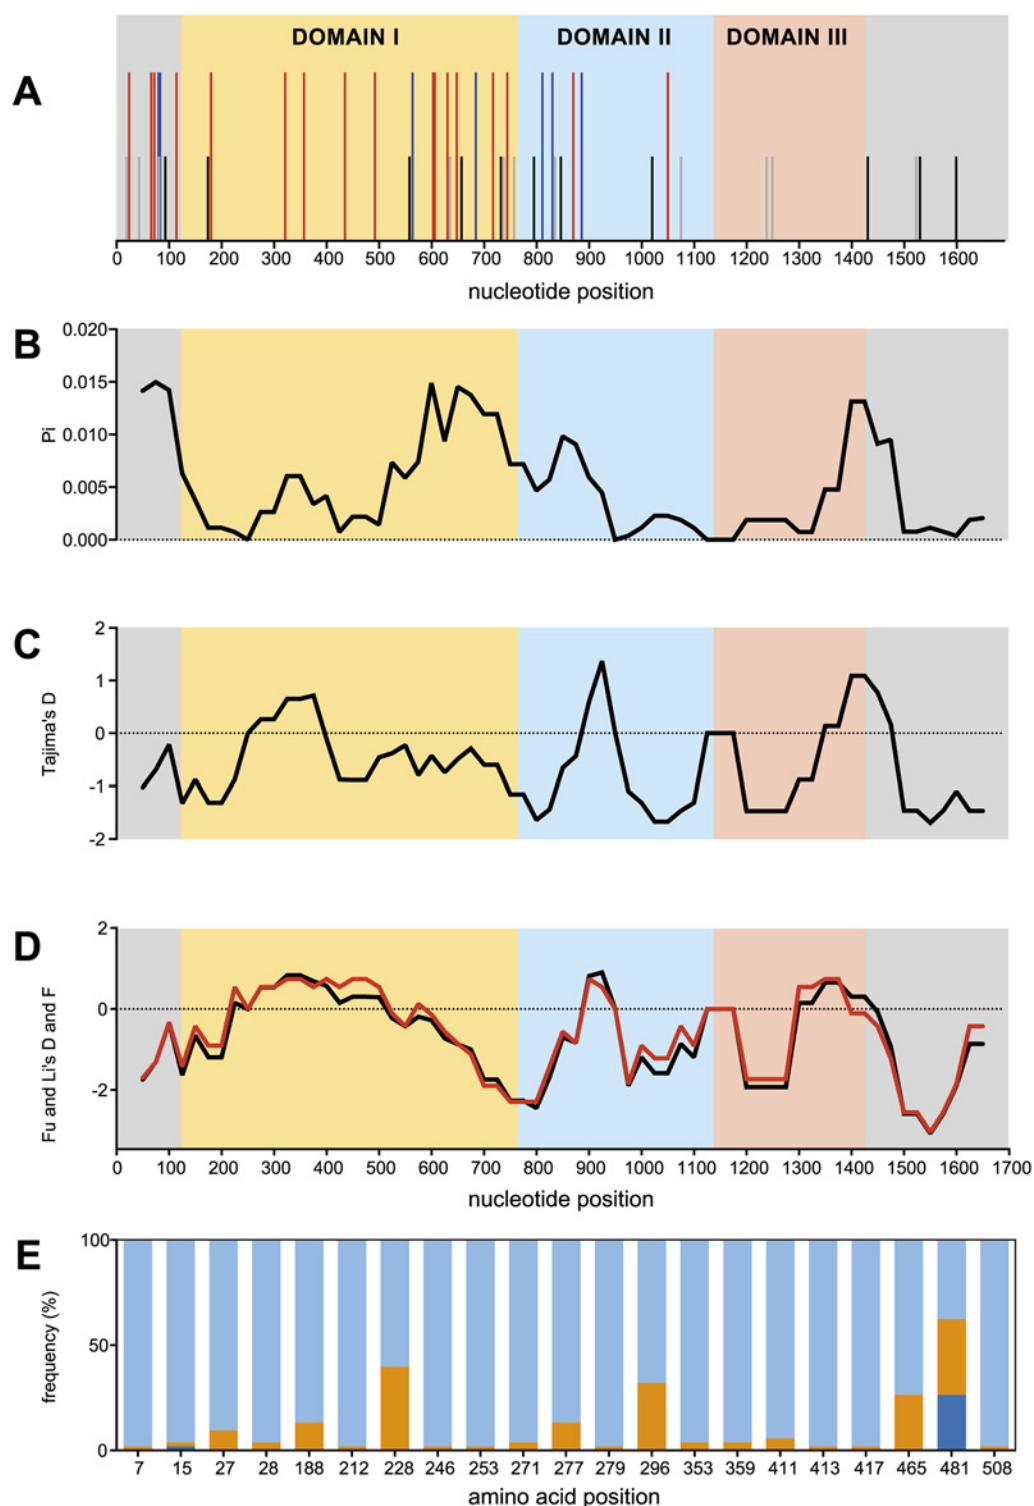 DOMAIN I DOMAIN II DOMAIN III
A
0 100 200 300 400 500 600 700 800 900 1000 1100 1200 1300 1400 1500 1600
nucleotide position
B
0.020
0.015
0.010
0.005
0.000
Pi
C
2
1
0
-1
-2
Tajima's D
D
2
0
-2
Fu and Li's D and F
0 100 200 300 400 500 600 700 800 900 1000 1100 1200 1300 1400 1500 1600 1700
nucleotide position
E
100
50
0
frequency (%)
7 15 27 28 188 212 228 246 253 271 277 279 296 353 359 411 413 417 465 481 508
amino acid position